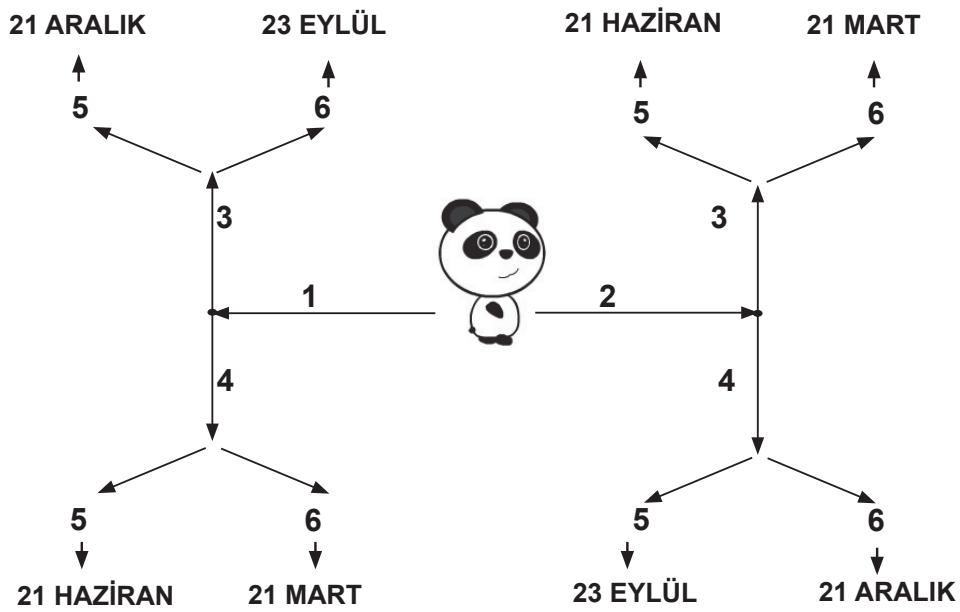 21 ARALIK 23 EYLÜL 21 HAZİRAN 21 MART
5 6 5 6
3 3
1 2
4 4
5 6 5 6
21 HAZİRAN 21 MART 23 EYLÜL 21 ARALIK